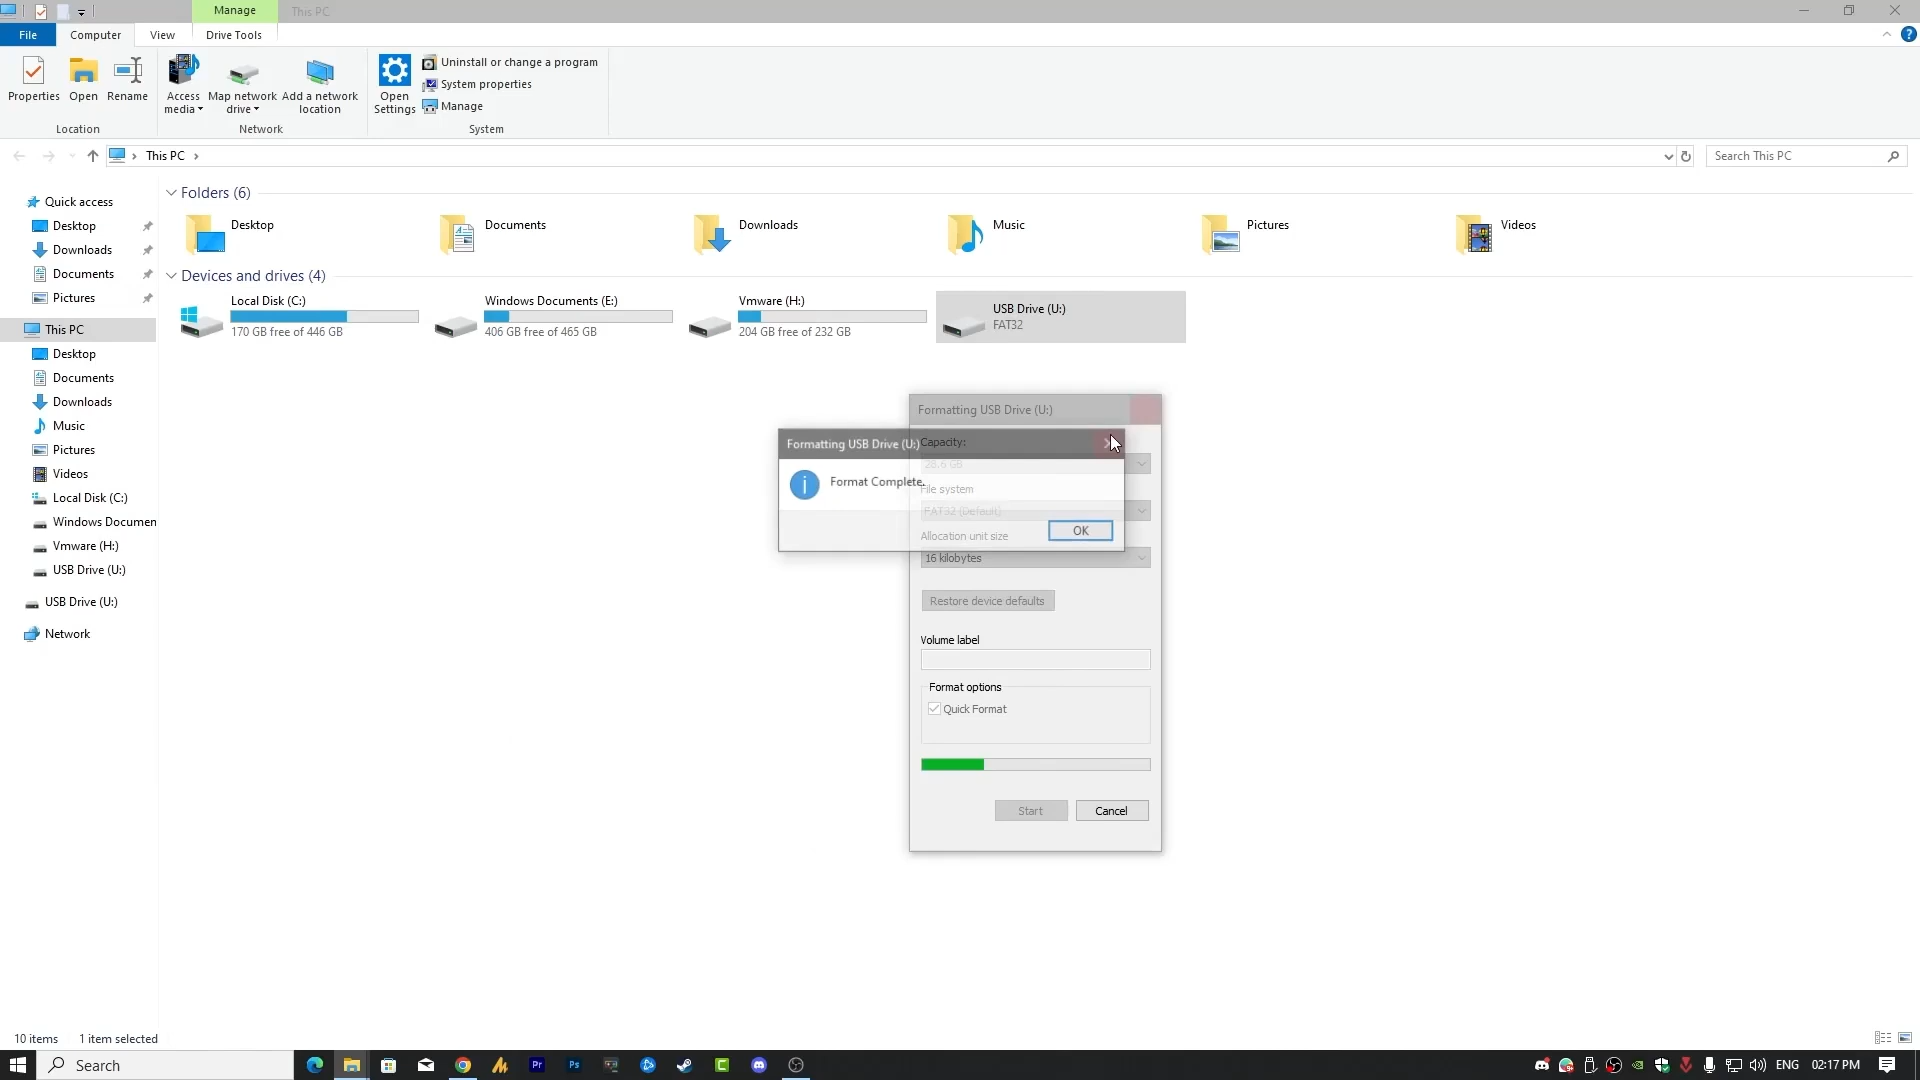 Manage
This PC
File
Computer
View
Drive Tools
Properties
Open
Rename
Access media
Map network drive
Add a network location
Open Settings
Uninstall or change a program
System properties
Manage
Location
Network
System
This PC
Search This PC
Quick access
Desktop
Downloads
Documents
Pictures
This PC
Desktop
Documents
Downloads
Music
Pictures
Videos
Local Disk (C:)
Windows Documen
Vmware (H:)
USB Drive (U:)
USB Drive (U:)
Network
Folders (6)
Desktop
Documents
Downloads
Music
Pictures
Videos
Devices and drives (4)
Local Disk (C:)
170 GB free of 446 GB
Windows Documents (E:)
406 GB free of 465 GB
Vmware (H:)
204 GB free of 232 GB
USB Drive (U:)
FAT32
Formatting USB Drive (U:)
Formatting USB Drive (U:)
Capacity:
28.6 GB
Format Complete.
File system
FAT32 (Default)
OK
Allocation unit size
16 kilobytes
Restore device defaults
Volume label
Format options
Quick Format
Start
Cancel
10 items
1 item selected
Search
Pr
Ps
ENG
02:17 PM